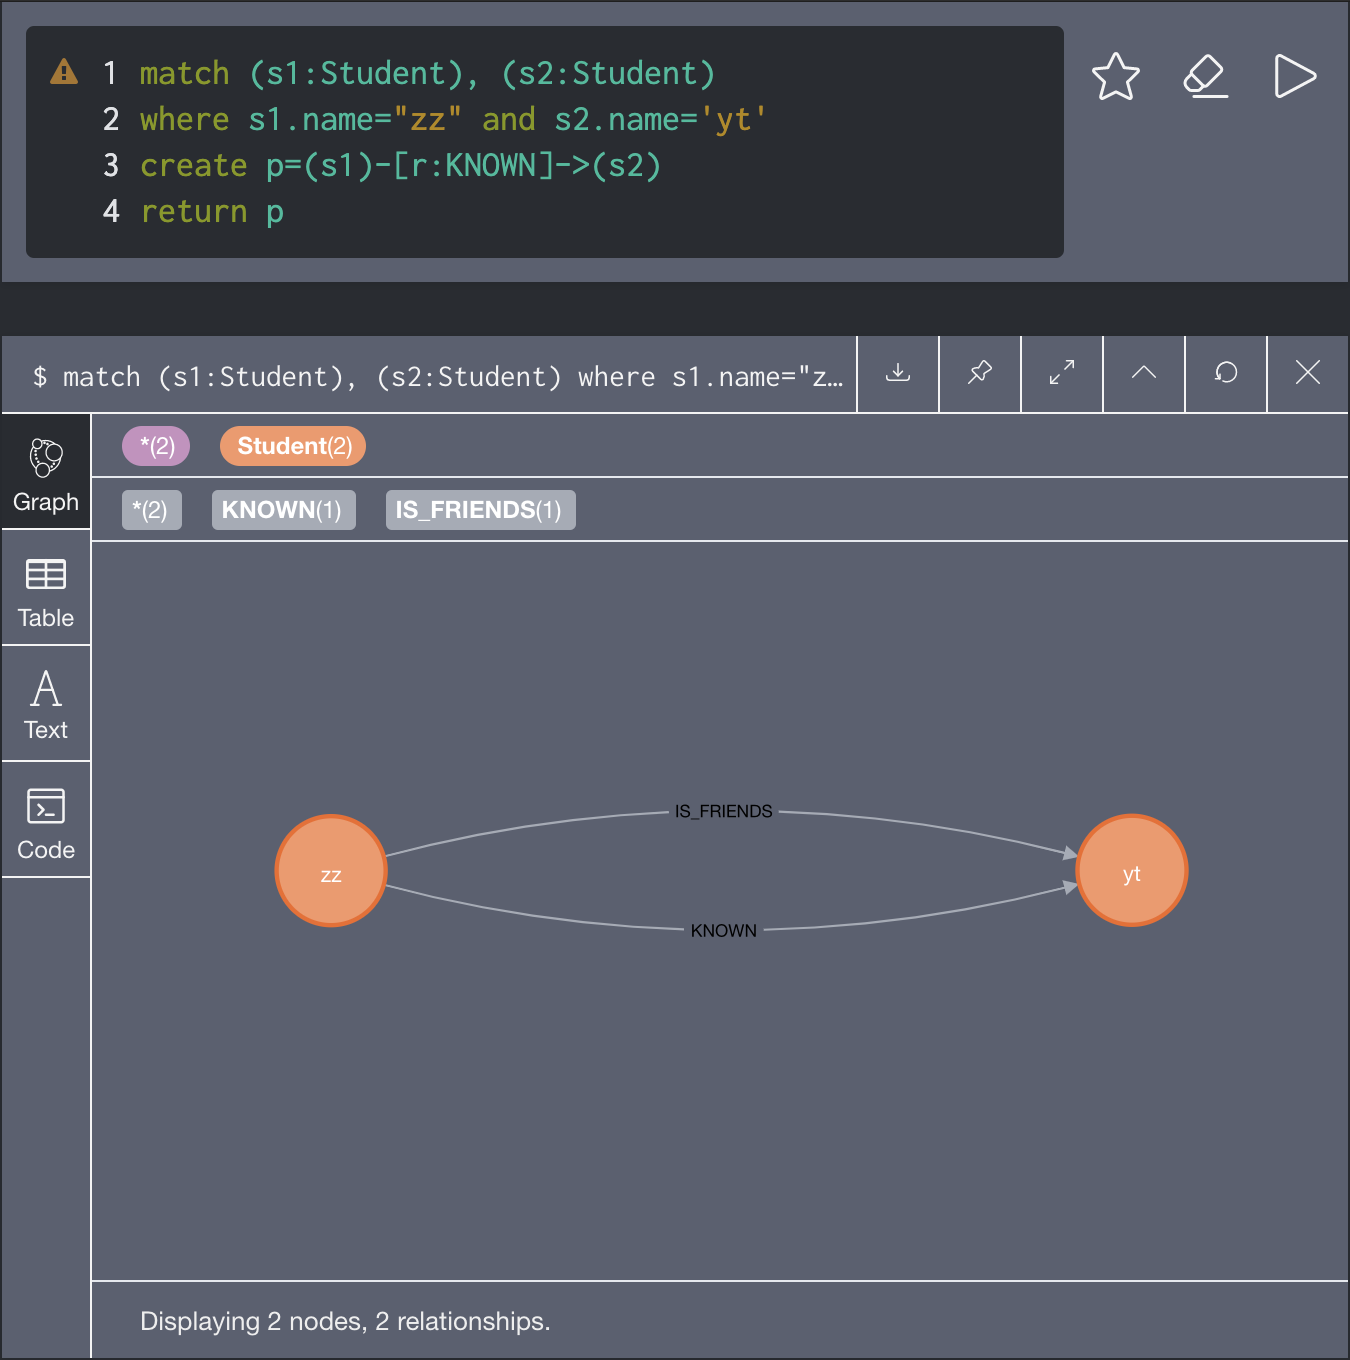 1 match (s1:Student), (s2:Student)
2 where s1.name="zz" and s2.name='yt'
3 create p=(s1)-[r:KNOWN]->(s2)
4 return p
$ match (s1:Student), (s2:Student) where s1.name="z…
*(2) Student(2)
*(2) KNOWN(1) IS_FRIENDS(1)
Graph
Table
Text
Code
IS_FRIENDS
zz
yt
KNOWN
Displaying 2 nodes, 2 relationships.